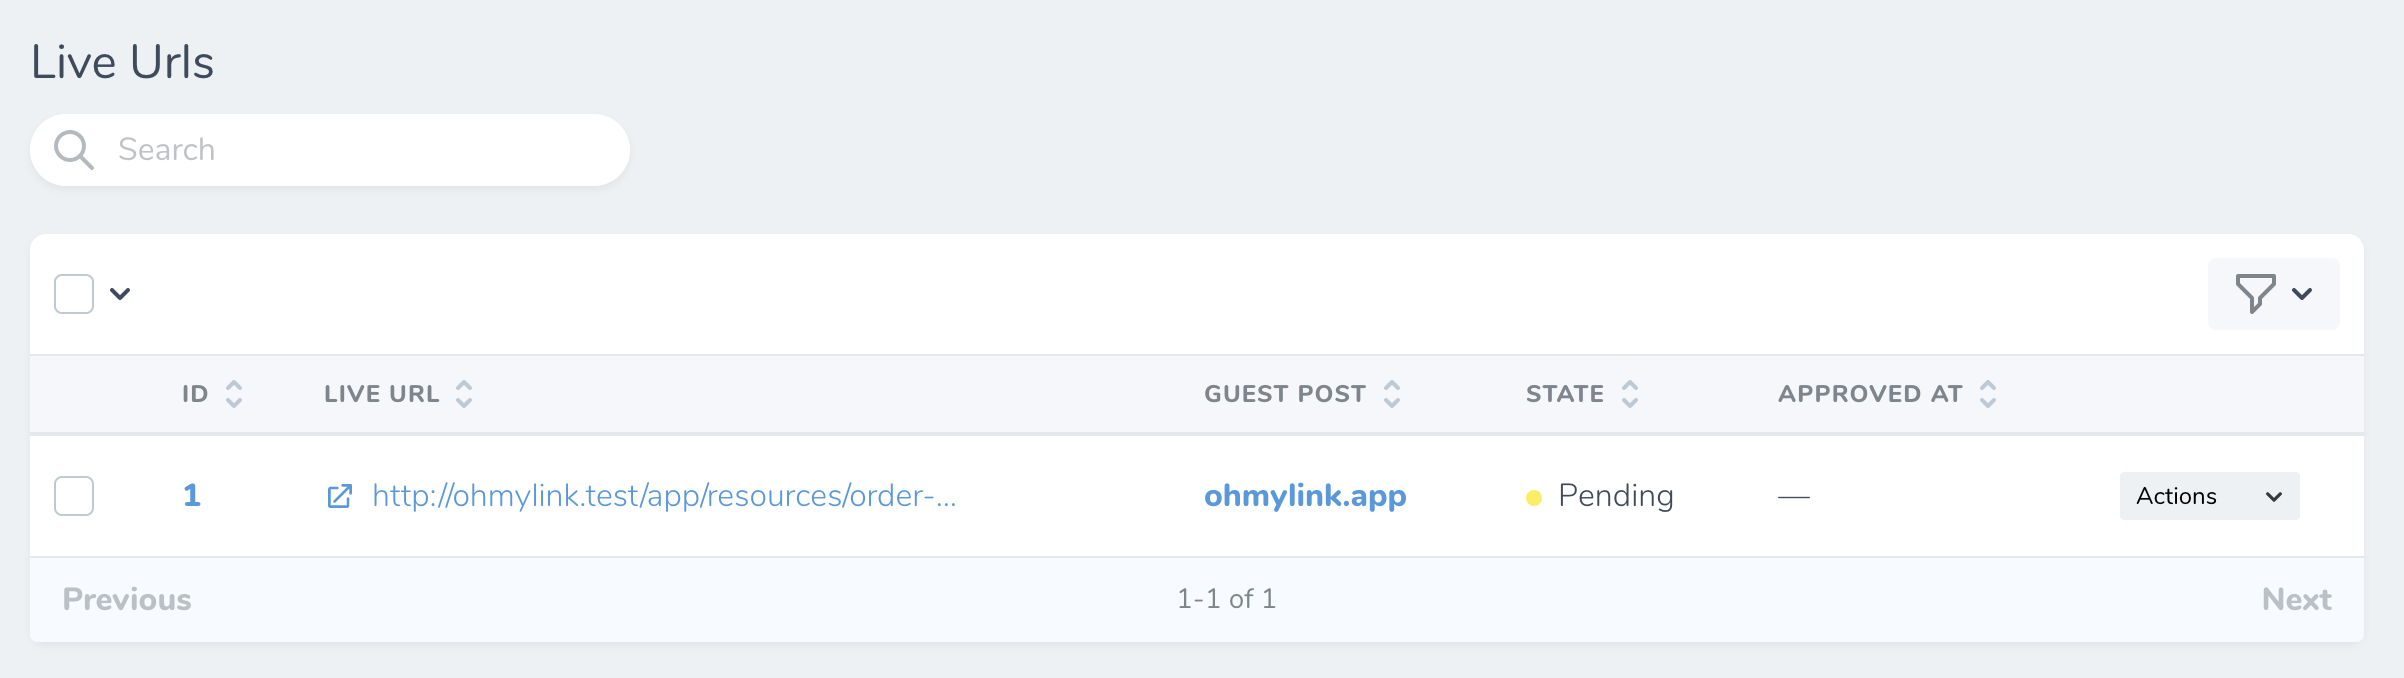 Live Urls
Search
ID LIVE URL GUEST POST STATE APPROVED AT
1 http://ohmylink.test/app/resources/order-... ohmylink.app Pending — Actions
Previous 1-1 of 1 Next